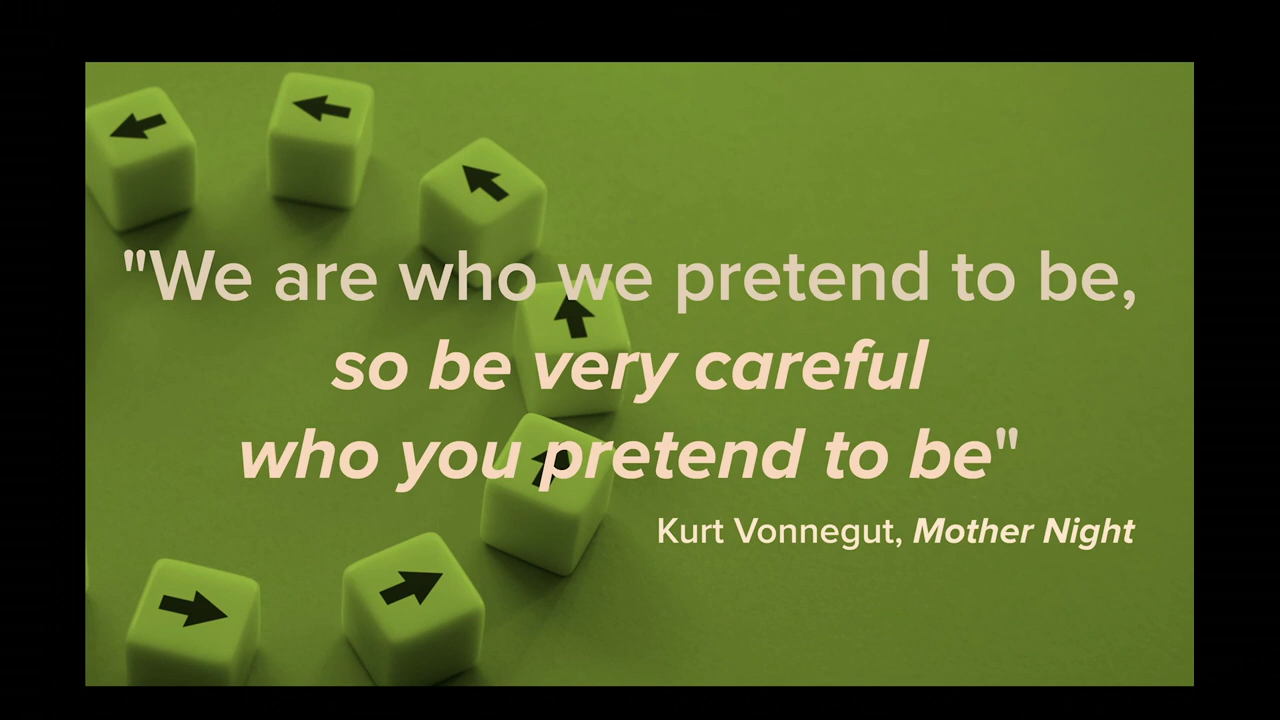 "We are who we pretend to be,
so be very careful
who you pretend to be"
Kurt Vonnegut, Mother Night